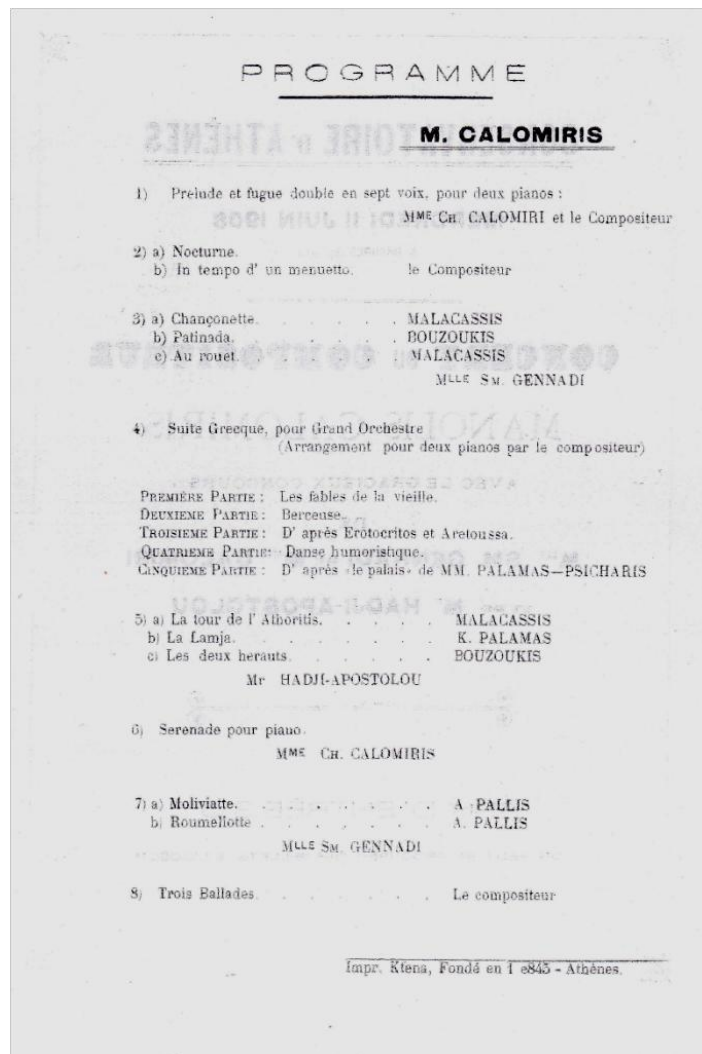 PROGRAMME
M. CALOMIRIS
1) Prelude et fugue double en sept voix, pour deux pianos :
MME CH. CALOMIRI et le Compositeur
2) a) Nocturne.
b) In tempo d' un menuetto. le Compositeur
3) a) Chançonette. . . . . . MALACASSIS
b) Patinada. . . . . . . BOUZOUKIS
c) Au rouet. . . . . . . MALACASSIS
MLLE SM. GENNADI
4) Suite Grecque, pour Grand Orchestre
(Arrangement pour deux pianos par le compositeur)
PREMIÈRE PARTIE : Les fables de la vieille.
DEUXIEME PARTIE : Berceuse.
TROISIEME PARTIE : D' après Erotocritos et Aretoussa.
QUATRIEME PARTIE: Danse humoristique.
CINQUIEME PARTIE : D' après «le palais» de MM. PALAMAS—PSICHARIS
5) a) La tour de l' Athoritis. . . . . MALACASSIS
b) La Lamja. . . . . . . . K. PALAMAS
c) Les deux herauts. . . . . . BOUZOUKIS
Mr HADJI-APOSTOLOU
6) Serenade pour piano.
MME CH. CALOMIRIS
7) a) Moliviatte. . . . . . . . A. PALLIS
b) Roumeliotte . . . . . . . A. PALLIS
MLLE SM. GENNADI
8) Trois Ballades. . . . . . . Le compositeur
Impr. Ktena, Fondé en 1 e845 - Athènes.